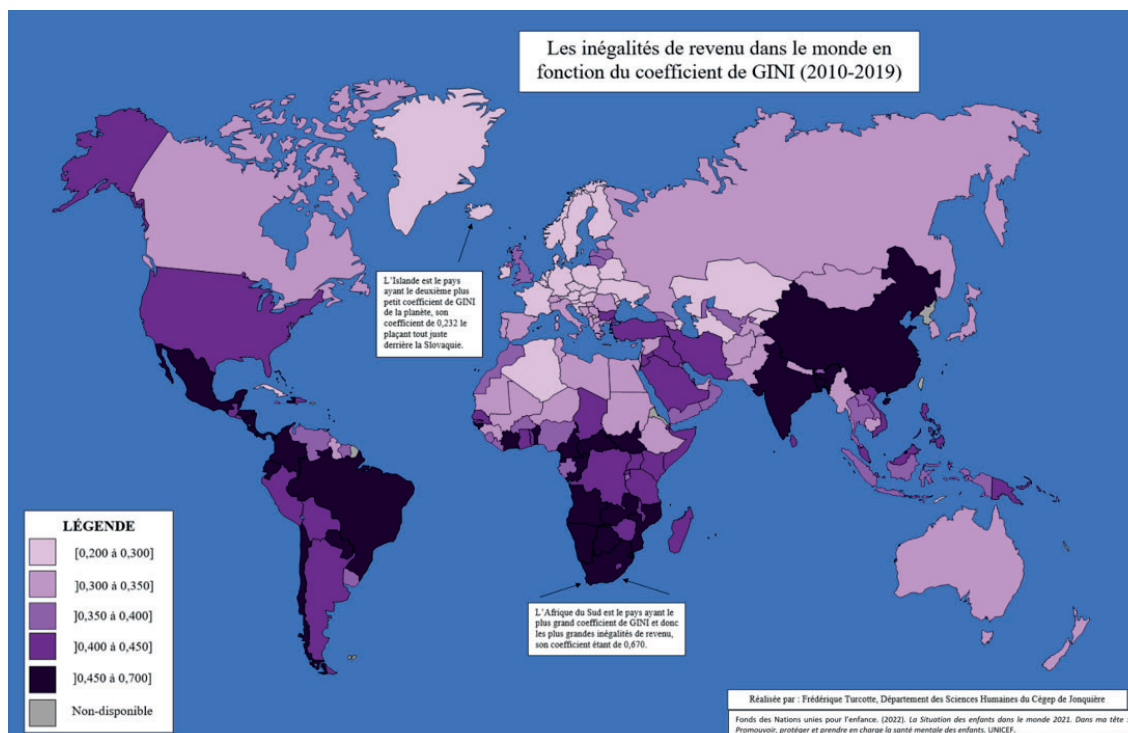 Les inégalités de revenu dans le monde en
fonction du coefficient de GINI (2010-2019)
L'Islande est le pays
ayant le deuxième plus
petit coefficient de GINI
de la planète, son
coefficient de 0,232 le
plaçant tout juste
derrière la Slovaquie.
LÉGENDE
]0,200 à 0,300]
]0,300 à 0,350]
]0,350 à 0,400]
]0,400 à 0,450]
]0,450 à 0,700]
Non-disponible
L'Afrique du Sud est le pays ayant le
plus grand coefficient de GINI et donc
les plus grandes inégalités de revenu,
son coefficient étant de 0,670.
Réalisée par : Frédérique Turcotte, Département des Sciences Humaines du Cégep de Jonquière
Fonds des Nations unies pour l'enfance. (2022). La Situation des enfants dans le monde 2021. Dans ma tête :
Promouvoir, protéger et prendre en charge la santé mentale des enfants. UNICEF.